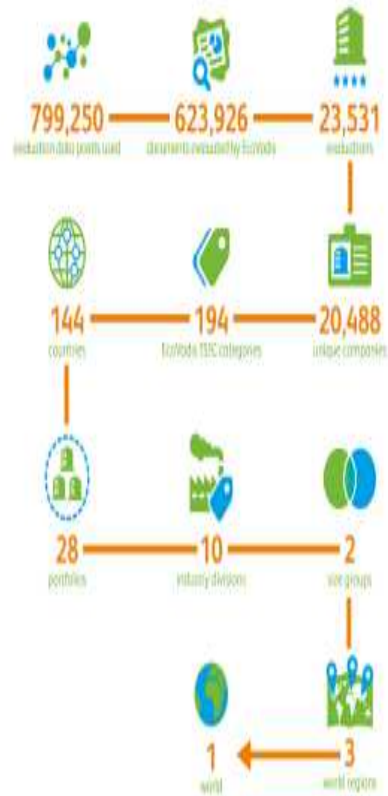 799,250 623,926 23,531
evaluation data points used documents evaluated by EcoVadis evaluations
144 194 20,488
countries EcoVadis ISIC categories unique companies
28 10 2
portfolios industry divisions size groups
1 3
world world regions